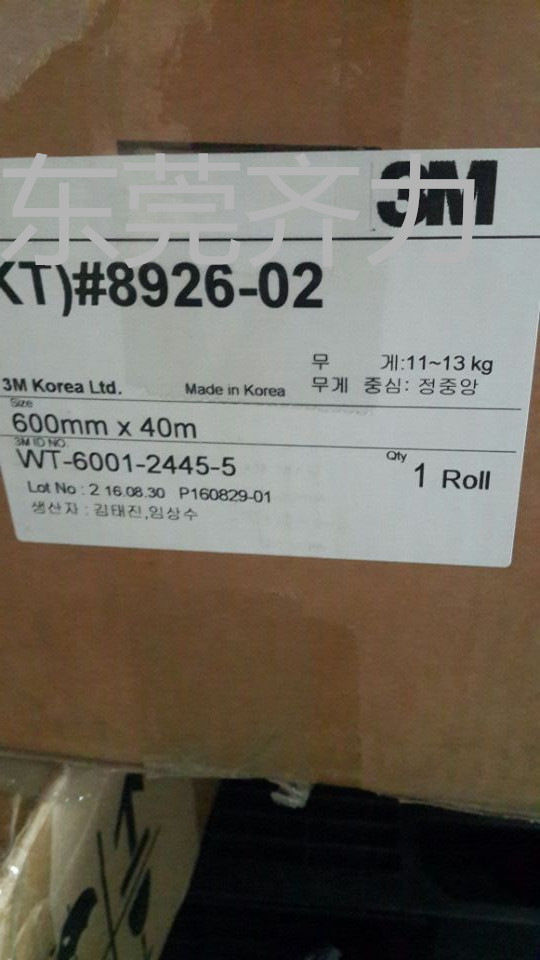 东莞齐力
3M
KT)#8926-02
무 게:11~13 kg
3M Korea Ltd. Made in Korea 무게 중심: 정중앙
Size
600mm x 40m
3M ID NO.
WT-6001-2445-5
Qty 1 Roll
Lot No : 2 16.08.30 P160829-01
생산자 : 김태진,임상수